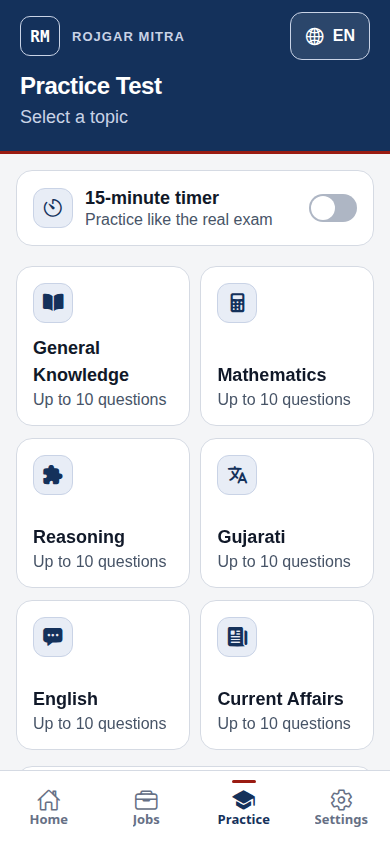 RM
ROJGAR MITRA
EN
Practice Test
Select a topic
15-minute timer
Practice like the real exam
General
Knowledge
Up to 10 questions
Mathematics
Up to 10 questions
Reasoning
Up to 10 questions
Gujarati
Up to 10 questions
English
Up to 10 questions
Current Affairs
Up to 10 questions
Home
Jobs
Practice
Settings